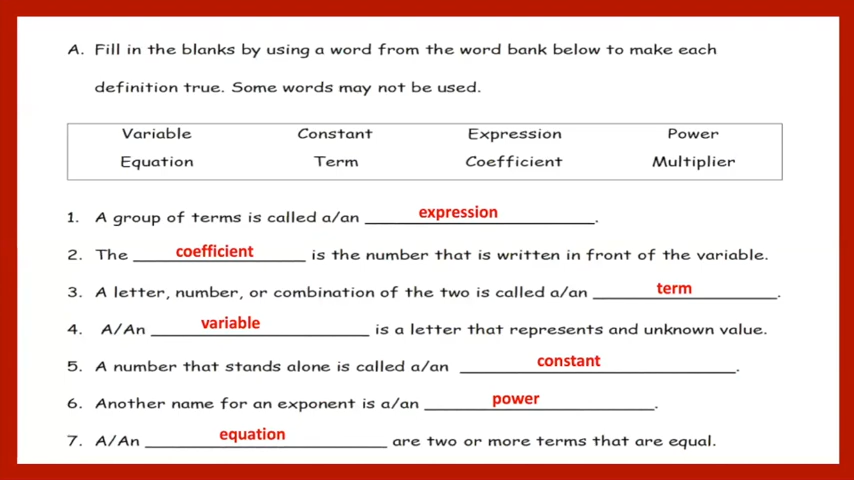 A. Fill in the blanks by using a word from the word bank below to make each
definition true. Some words may not be used.
Variable Constant Expression Power
Equation Term Coefficient Multiplier
1. A group of terms is called a/an expression.
2. The coefficient is the number that is written in front of the variable.
3. A letter, number, or combination of the two is called a/an term.
4. A/An variable is a letter that represents and unknown value.
5. A number that stands alone is called a/an constant.
6. Another name for an exponent is a/an power.
7. A/An equation are two or more terms that are equal.